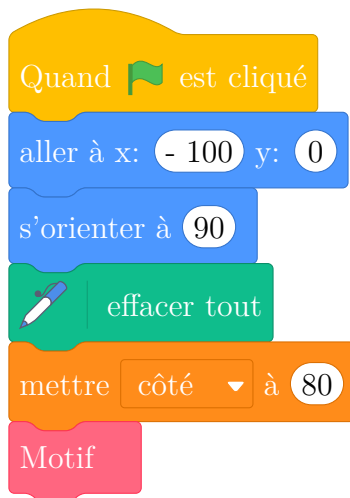 Quand est cliqué
aller à x: - 100 y: 0
s'orienter à 90
effacer tout
mettre côté à 80
Motif